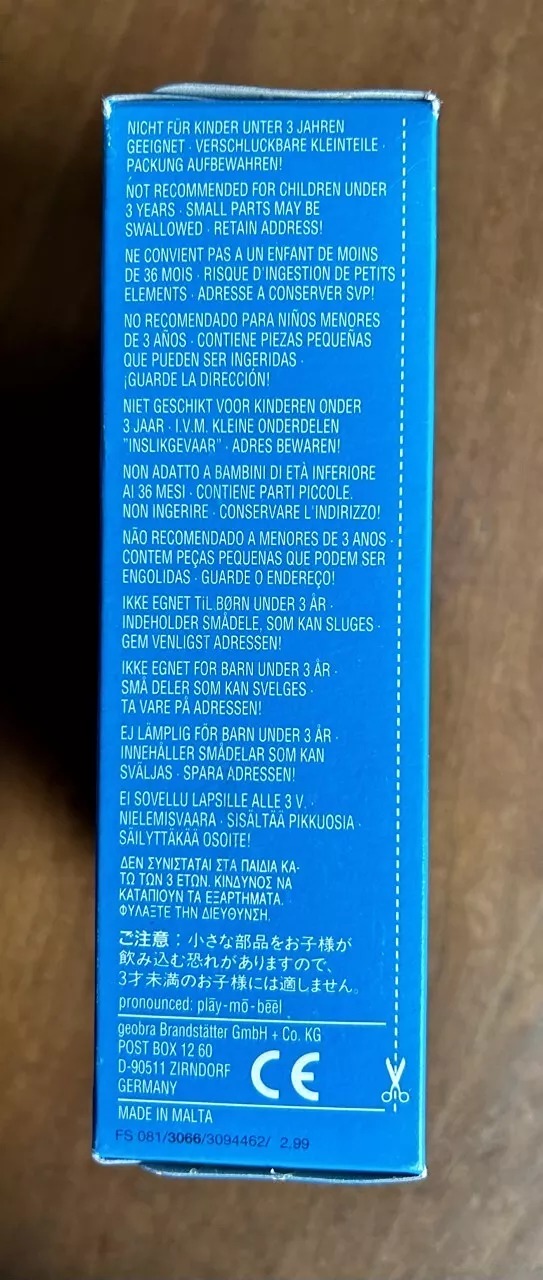 NICHT FÜR KINDER UNTER 3 JAHREN
GEEIGNET · VERSCHLUCKBARE KLEINTEILE ·
PACKUNG AUFBEWAHREN!
NOT RECOMMENDED FOR CHILDREN UNDER
3 YEARS · SMALL PARTS MAY BE
SWALLOWED · RETAIN ADDRESS!
NE CONVIENT PAS A UN ENFANT DE MOINS
DE 36 MOIS · RISQUE D'INGESTION DE PETITS
ELEMENTS · ADRESSE A CONSERVER SVP!
NO RECOMENDADO PARA NIÑOS MENORES
DE 3 AÑOS · CONTIENE PIEZAS PEQUEÑAS
QUE PUEDEN SER INGERIDAS ·
¡GUARDE LA DIRECCIÓN!
NIET GESCHIKT VOOR KINDEREN ONDER
3 JAAR · I.V.M. KLEINE ONDERDELEN
"INSLIKGEVAAR" · ADRES BEWAREN!
NON ADATTO A BAMBINI DI ETÀ INFERIORE
AI 36 MESI · CONTIENE PARTI PICCOLE.
NON INGERIRE · CONSERVARE L'INDIRIZZO!
NÃO RECOMENDADO A MENORES DE 3 ANOS ·
CONTEM PEÇAS PEQUENAS QUE PODEM SER
ENGOLIDAS · GUARDE O ENDEREÇO!
IKKE EGNET TiL BØRN UNDER 3 ÅR ·
INDEHOLDER SMÅDELE, SOM KAN SLUGES ·
GEM VENLIGST ADRESSEN!
IKKE EGNET FOR BARN UNDER 3 ÅR ·
SMÅ DELER SOM KAN SVELGES ·
TA VARE PÅ ADRESSEN!
EJ LÄMPLIG FÖR BARN UNDER 3 ÅR ·
INNEHÅLLER SMÅDELAR SOM KAN
SVÄLJAS · SPARA ADRESSEN!
EI SOVELLU LAPSILLE ALLE 3 V. ·
NIELEMISVAARA · SISÄLTÄÄ PIKKUOSIA ·
SÄILYTTÄKÄÄ OSOITE!
ΔΕΝ ΣΥΝΙΣΤΑΤΑΙ ΣΤΑ ΠΑΙΔΙΑ ΚΑ-
ΤΩ ΤΩΝ 3 ΕΤΩΝ. ΚΙΝΔΥΝΟΣ ΝΑ
ΚΑΤΑΠΙΟΥΝ ΤΑ ΕΞΑΡΤΗΜΑΤΑ.
ΦΥΛΑΞΤΕ ΤΗΝ ΔΙΕΥΘΥΝΣΗ.
ご注意：小さな部品をお子様が
飲み込む恐れがありますので、
3才未満のお子様には適しません。
pronounced: plāy-mō-bēēl
geobra Brandstätter GmbH + Co. KG
POST BOX 12 60
D-90511 ZIRNDORF
GERMANY
CE
MADE IN MALTA
FS 081/3066/3094462/ 2.99